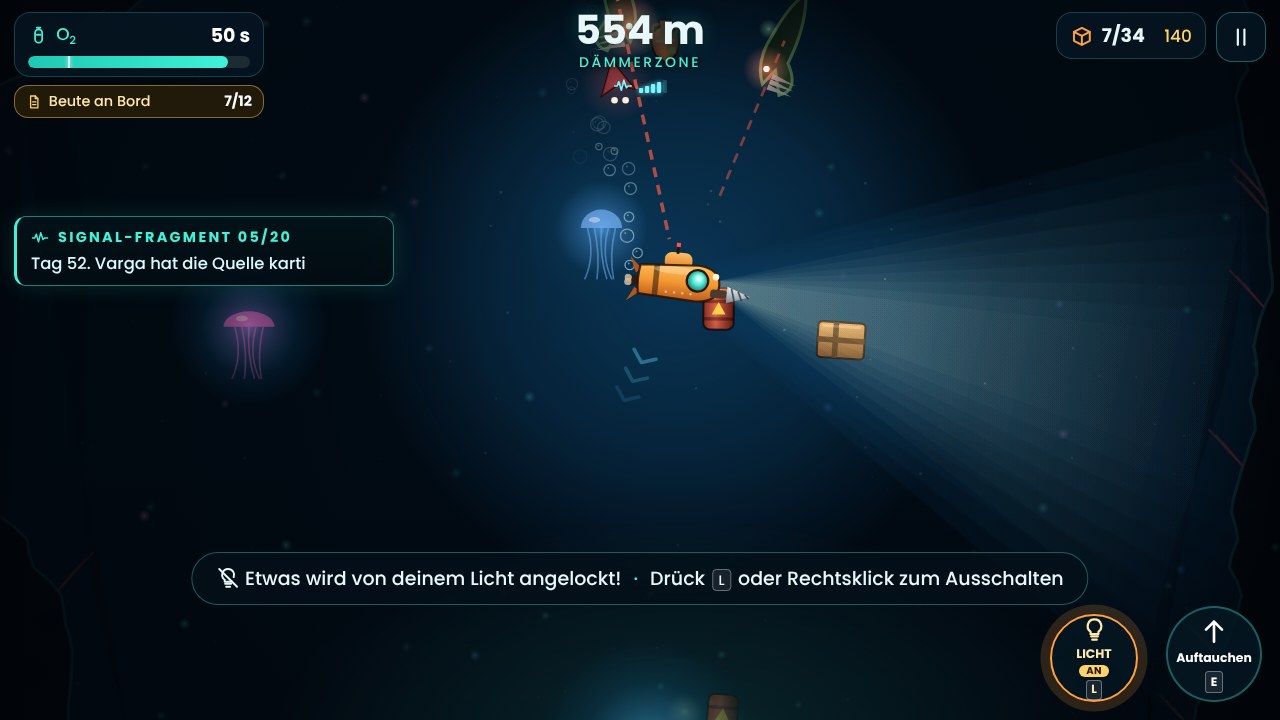 O₂ 50 s
Beute an Bord 7/12
554 m
DÄMMERZONE
7/34 140
SIGNAL-FRAGMENT 05/20
Tag 52. Varga hat die Quelle karti
Etwas wird von deinem Licht angelockt! · Drück L oder Rechtsklick zum Ausschalten
LICHT
AN
L
Auftauchen
E